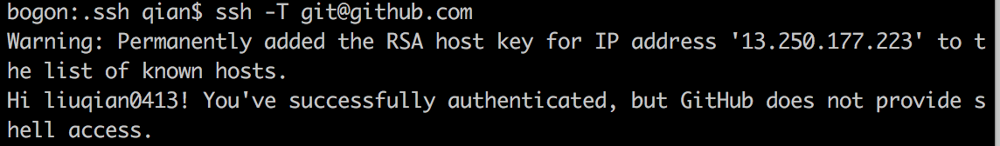 bogon:.ssh qian$ ssh -T git@github.com
Warning: Permanently added the RSA host key for IP address '13.250.177.223' to t
he list of known hosts.
Hi liuqian0413! You've successfully authenticated, but GitHub does not provide s
hell access.